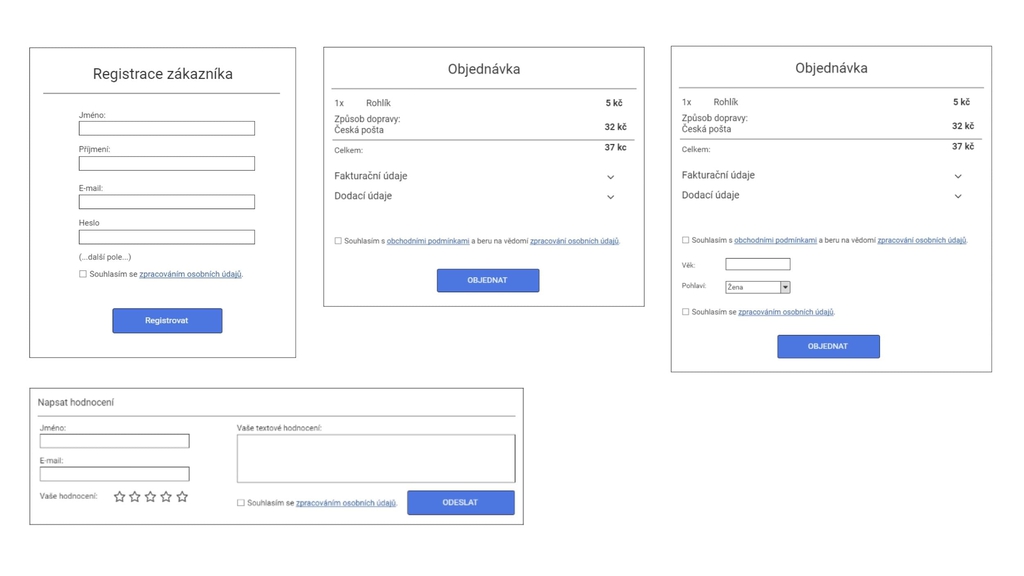 Registrace zákazníka
Jméno:
Příjmení:
E-mail:
Heslo
(...další pole...)
Souhlasím se zpracováním osobních údajů.
Registrovat
Objednávka
1x Rohlík 5 kč
Způsob dopravy:
Česká pošta 32 kč
Celkem: 37 kc
Fakturační údaje
Dodací údaje
Souhlasím s obchodními podmínkami a beru na vědomí zpracování osobních údajů.
OBJEDNAT
Objednávka
1x Rohlík 5 kč
Způsob dopravy:
Česká pošta 32 kč
Celkem: 37 kč
Fakturační údaje
Dodací údaje
Souhlasím s obchodními podmínkami a beru na vědomí zpracování osobních údajů.
Věk:
Pohlaví: Žena
Souhlasím se zpracováním osobních údajů.
OBJEDNAT
Napsat hodnocení
Jméno:
E-mail:
Vaše hodnocení:
Vaše textové hodnocení:
Souhlasím se zpracováním osobních údajů.
ODESLAT